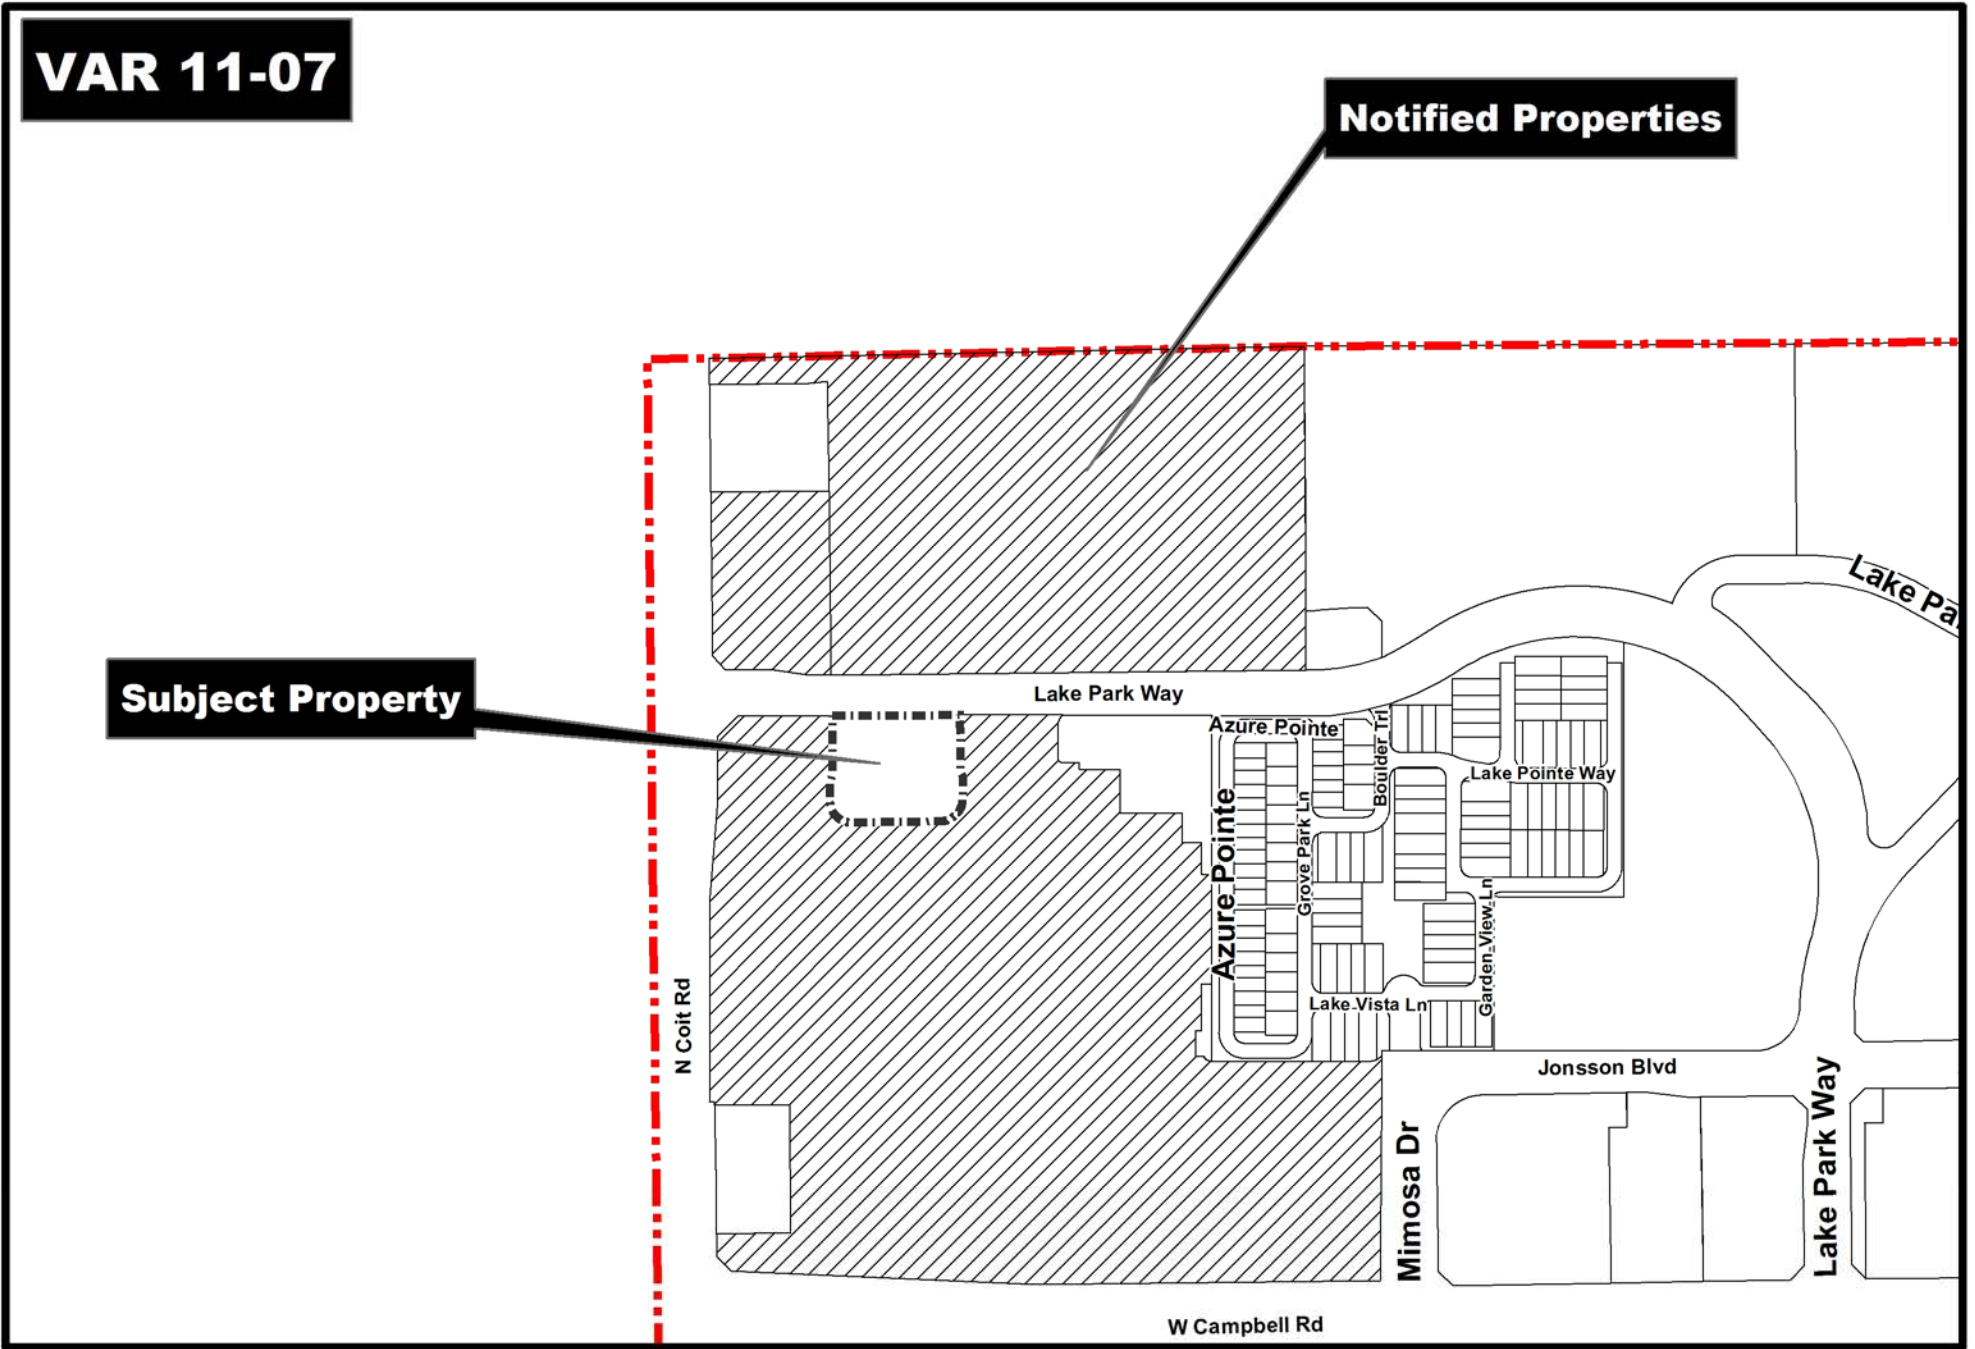 VAR 11-07
Notified Properties
Lake Pa
Subject Property
Lake Park Way
Azure Pointe
Boulder Trl
Lake Pointe Way
Azure Pointe
Grove Park Ln
Garden View Ln
Lake Vista Ln
N Coit Rd
Jonsson Blvd
Mimosa Dr
Lake Park Way
W Campbell Rd